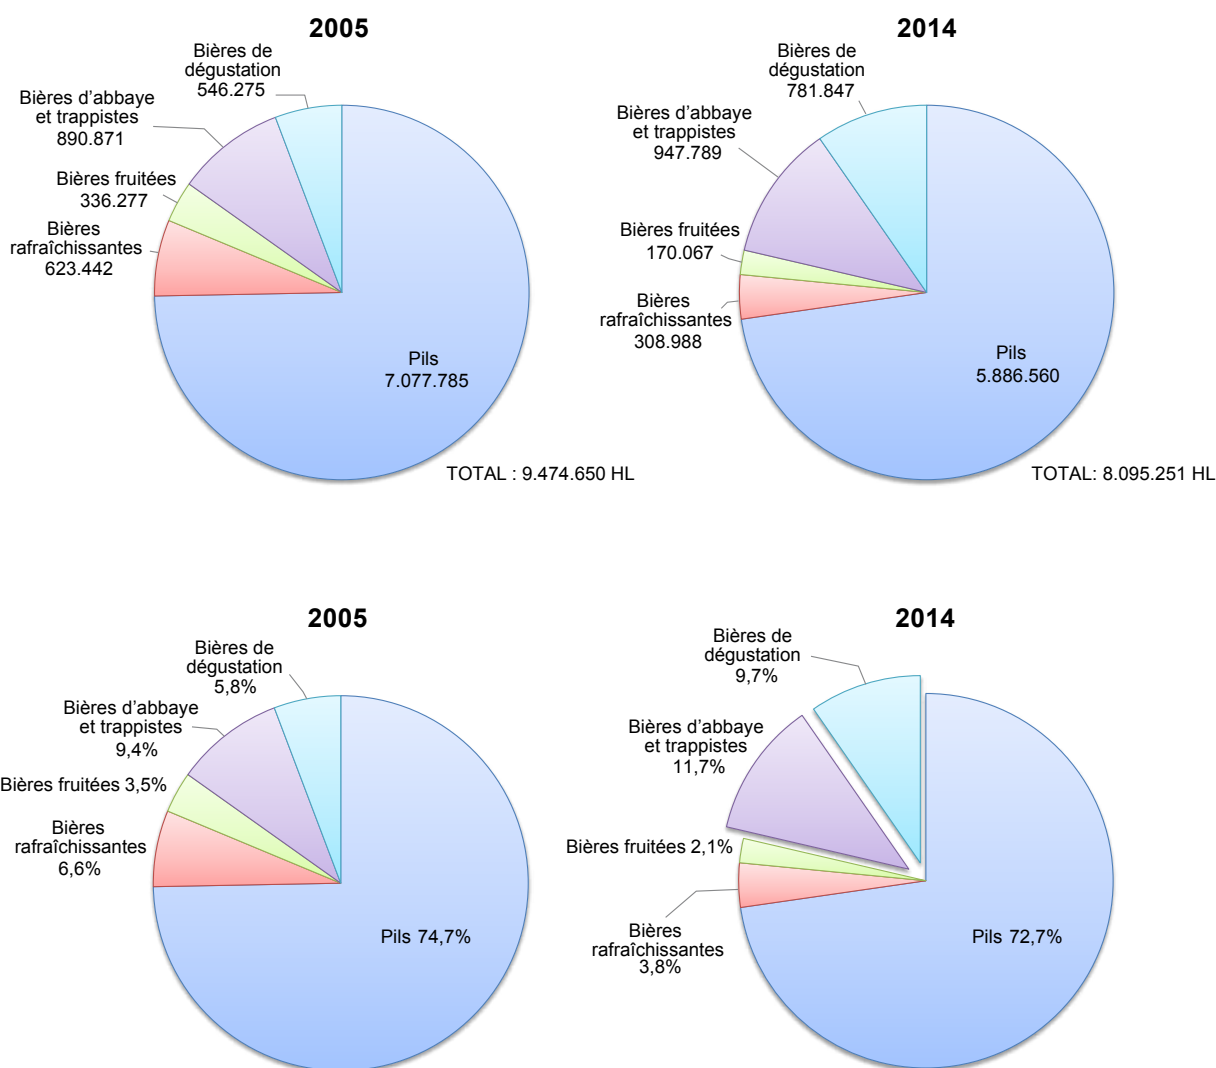 2005
Bières de
dégustation
546.275
Bières d’abbaye
et trappistes
890.871
Bières fruitées
336.277
Bières
rafraîchissantes
623.442
Pils
7.077.785
TOTAL : 9.474.650 HL
2014
Bières de
dégustation
781.847
Bières d’abbaye
et trappistes
947.789
Bières fruitées
170.067
Bières
rafraîchissantes
308.988
Pils
5.886.560
TOTAL: 8.095.251 HL
2005
Bières de
dégustation
5,8%
Bières d’abbaye
et trappistes
9,4%
Bières fruitées 3,5%
Bières
rafraîchissantes
6,6%
Pils 74,7%
2014
Bières de
dégustation
9,7%
Bières d’abbaye
et trappistes
11,7%
Bières fruitées 2,1%
Bières
rafraîchissantes
3,8%
Pils 72,7%